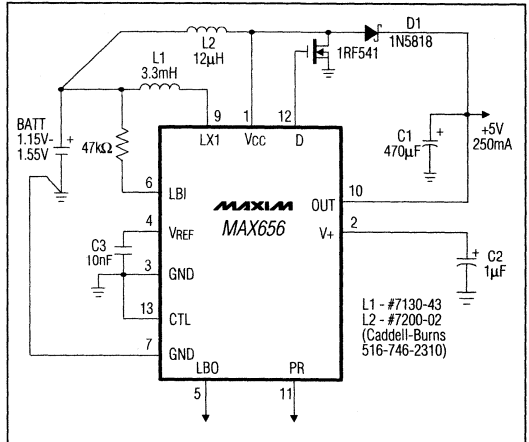 L2
12µH
D1
1N5818
1RF541
L1
3.3mH
9
1
12
BATT
1.15V-
1.55V
+
47kΩ
LX1
VCC
D
C1
470µF
+
+5V
250mA
6
LBI
MAXIM
MAX656
OUT
10
4
VREF
V+
2
C3
10nF
3
GND
+
C2
1µF
13
CTL
L1 - #7130-43
L2 - #7200-02
(Caddell-Burns
516-746-2310)
7
GND
LBO
PR
5
11